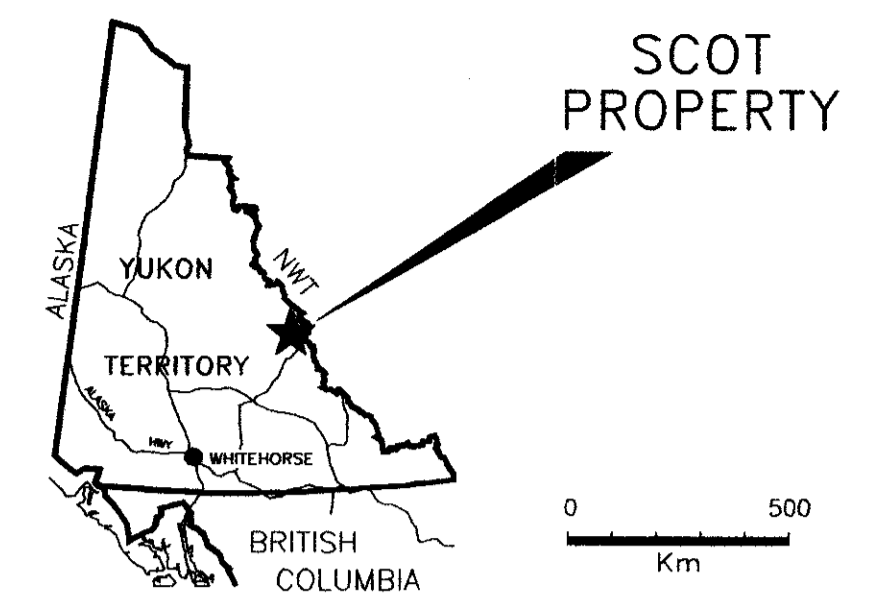 SCOT
PROPERTY
ALASKA
YUKON
NWT
TERRITORY
ALASKA
HWY
WHITEHORSE
BRITISH
COLUMBIA
0 500
Km